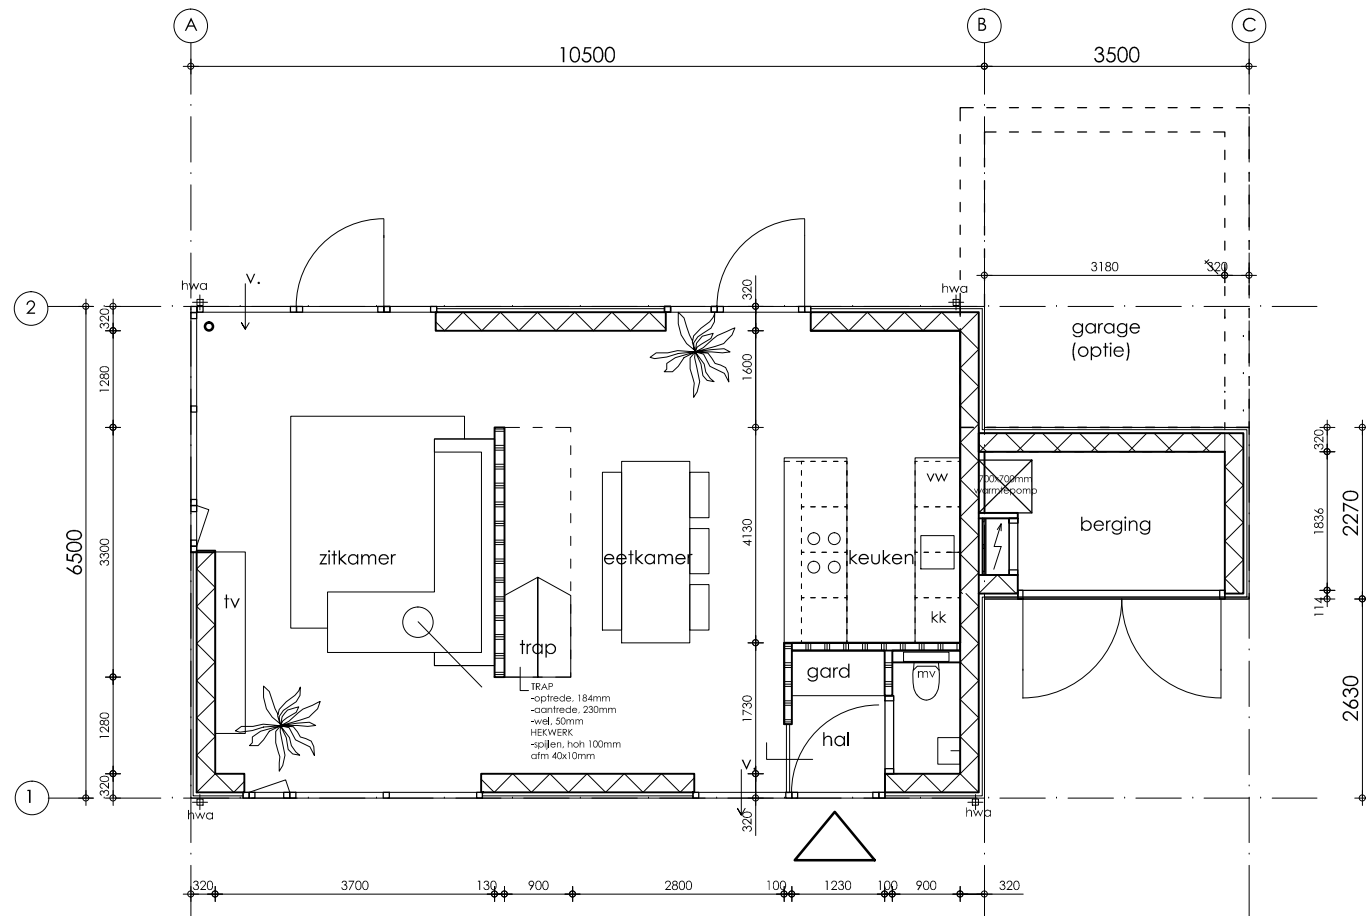 A
B
C
10500
3500
3180
320
hwa
v.
hwa
2
320
320
garage
(optie)
1280
1600
320
700x700mm
warmtepomp
vw
berging
1836
2270
6500
3300
4130
zitkamer
eetkamer
keuken
tv
kk
114
trap
gard
mv
TRAP
-optrede. 184mm
-aantrede. 230mm
-wel. 50mm
HEKWERK
-spijlen, hoh 100mm
afm 40x10mm
2630
1280
1730
hal
v.
320
1
320
hwa
hwa
320
3700
130
900
2800
100
1230
100
900
320